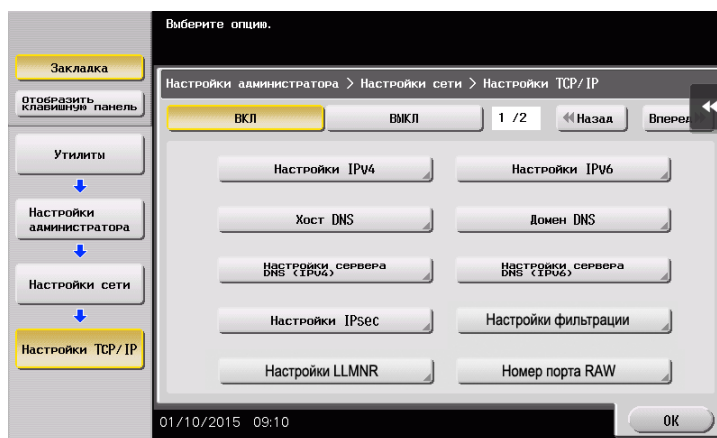 Выберите опцию.
Закладка
Отобразить
клавишную панель
Утилиты
Настройки
администратора
Настройки сети
Настройки TCP/IP
Настройки администратора > Настройки сети > Настройки TCP/IP
ВКЛ ВЫКЛ 1 /2 Назад Вперед
Настройки IPv4 Настройки IPv6
Хост DNS Домен DNS
Настройки сервера
DNS (IPv4)
Настройки сервера
DNS (IPv6)
Настройки IPsec Настройки фильтрации
Настройки LLMNR Номер порта RAW
01/10/2015 09:10
OK